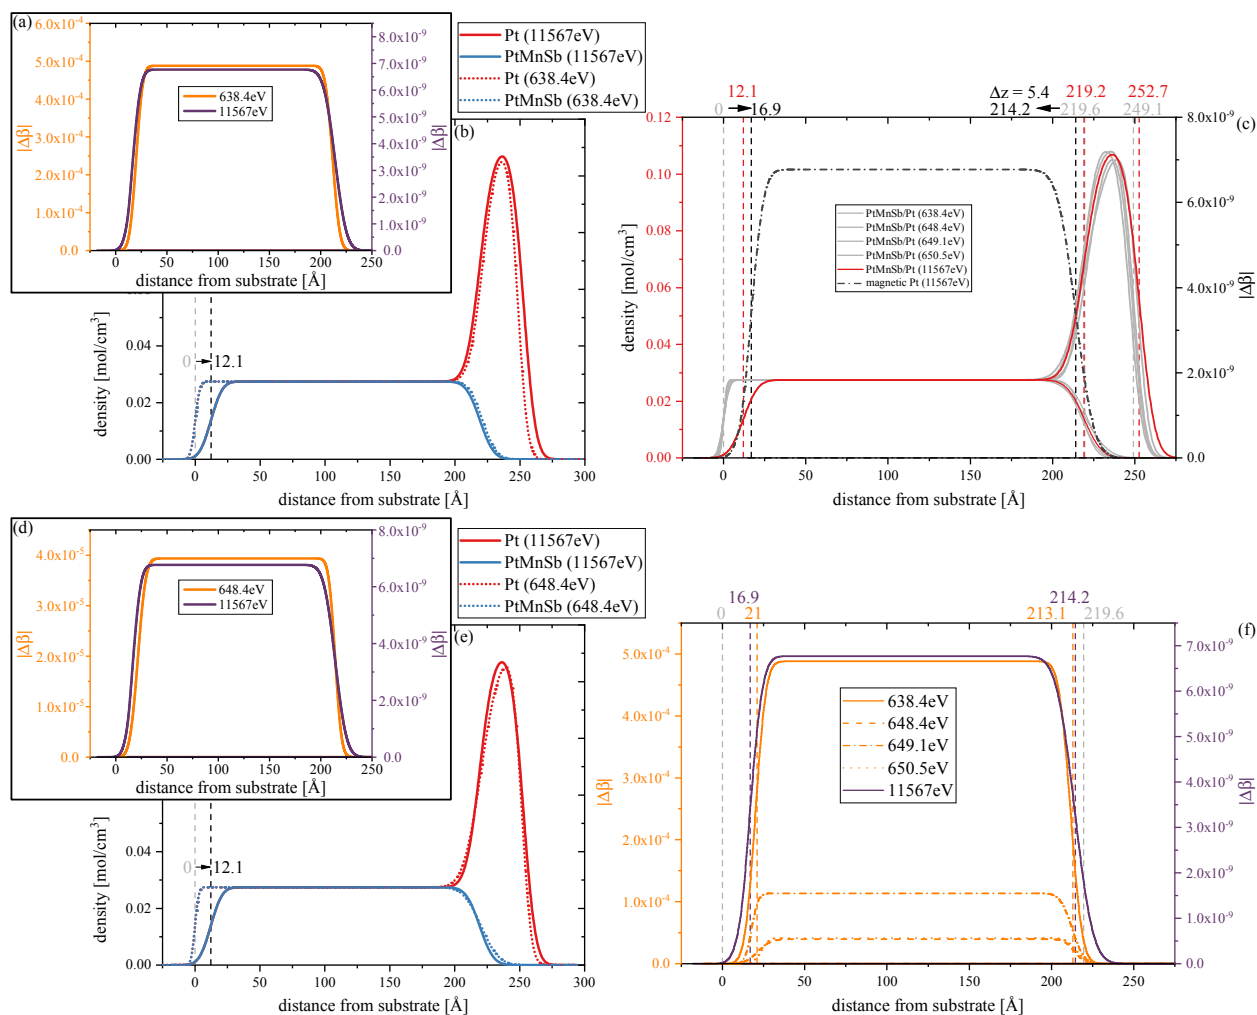 (a)
6.0x10⁻⁴
5.0x10⁻⁴
4.0x10⁻⁴
3.0x10⁻⁴
2.0x10⁻⁴
1.0x10⁻⁴
0.0
|Δβ|
638.4eV
11567eV
8.0x10⁻⁹
7.0x10⁻⁹
6.0x10⁻⁹
5.0x10⁻⁹
4.0x10⁻⁹
3.0x10⁻⁹
2.0x10⁻⁹
1.0x10⁻⁹
0.0
|Δβ|
0 50 100 150 200 250
distance from substrate [Å]
Pt (11567eV)
PtMnSb (11567eV)
Pt (638.4eV)
PtMnSb (638.4eV)
(b)
0 12.1
0.04
0.02
0.00
density [mol/cm³]
0 50 100 150 200 250 300
distance from substrate [Å]
12.1 Δz = 5.4 219.2 252.7
0 16.9 214.2 219.6 249.1
(c)
0.12
0.10
0.08
0.06
0.04
0.02
0.00
density [mol/cm³]
PtMnSb/Pt (638.4eV)
PtMnSb/Pt (648.4eV)
PtMnSb/Pt (649.1eV)
PtMnSb/Pt (650.5eV)
PtMnSb/Pt (11567eV)
magnetic Pt (11567eV)
8.0x10⁻⁹
6.0x10⁻⁹
4.0x10⁻⁹
2.0x10⁻⁹
0.0
|Δβ|
0 50 100 150 200 250
distance from substrate [Å]
(d)
4.0x10⁻⁵
3.0x10⁻⁵
2.0x10⁻⁵
1.0x10⁻⁵
0.0
|Δβ|
648.4eV
11567eV
8.0x10⁻⁹
6.0x10⁻⁹
4.0x10⁻⁹
2.0x10⁻⁹
0.0
|Δβ|
0 50 100 150 200 250
distance from substrate [Å]
Pt (11567eV)
PtMnSb (11567eV)
Pt (648.4eV)
PtMnSb (648.4eV)
(e)
0 12.1
0.04
0.02
0.00
density [mol/cm³]
0 50 100 150 200 250 300
distance from substrate [Å]
16.9 214.2
0 21 213.1 219.6
(f)
5.0x10⁻⁴
4.0x10⁻⁴
3.0x10⁻⁴
2.0x10⁻⁴
1.0x10⁻⁴
0.0
|Δβ|
638.4eV
648.4eV
649.1eV
650.5eV
11567eV
7.5x10⁻⁹
6.0x10⁻⁹
4.5x10⁻⁹
3.0x10⁻⁹
1.5x10⁻⁹
0.0
|Δβ|
0 50 100 150 200 250
distance from substrate [Å]